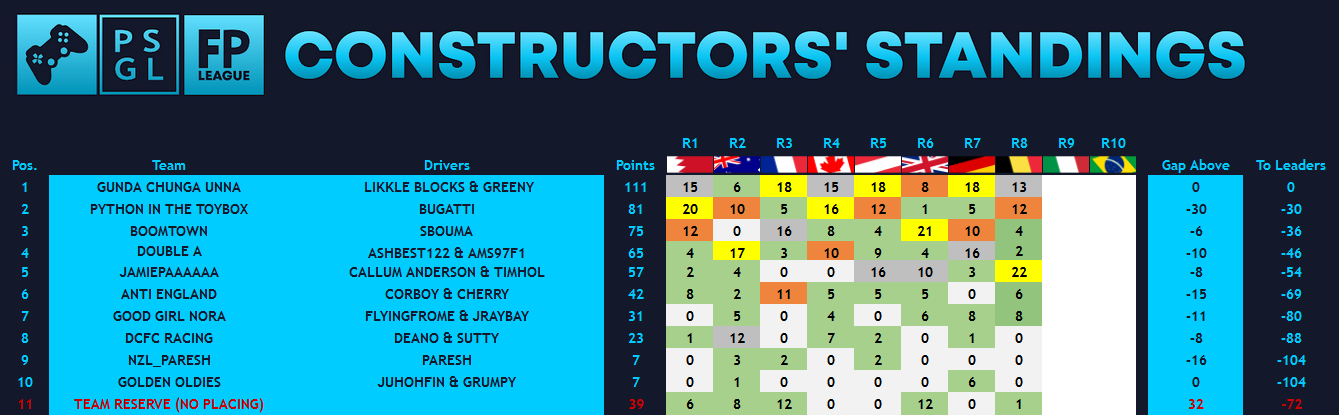 PS
GL
FP
LEAGUE
CONSTRUCTORS' STANDINGS
R1 R2 R3 R4 R5 R6 R7 R8 R9 R10
Pos. Team Drivers Points Gap Above To Leaders
1 GUNDA CHUNGA UNNA LIKKLE BLOCKS & GREENY 111 15 6 18 15 18 8 18 13 0 0
2 PYTHON IN THE TOYBOX BUGATTI 81 20 10 5 16 12 1 5 12 -30 -30
3 BOOMTOWN SBOUMA 75 12 0 16 8 4 21 10 4 -6 -36
4 DOUBLE A ASHBEST122 & AMS97F1 65 4 17 3 10 9 4 16 2 -10 -46
5 JAMIEPAAAAAA CALLUM ANDERSON & TIMHOL 57 2 4 0 0 16 10 3 22 -8 -54
6 ANTI ENGLAND CORBOY & CHERRY 42 8 2 11 5 5 5 0 6 -15 -69
7 GOOD GIRL NORA FLYINGFROME & JRAYBAY 31 0 5 0 4 0 6 8 8 -11 -80
8 DCFC RACING DEANO & SUTTY 23 1 12 0 7 2 0 1 0 -8 -88
9 NZL_PARESH PARESH 7 0 3 2 0 2 0 0 0 -16 -104
10 GOLDEN OLDIES JUHOHFIN & GRUMPY 7 0 1 0 0 0 0 6 0 0 -104
11 TEAM RESERVE (NO PLACING) 39 6 8 12 0 0 12 0 1 32 -72